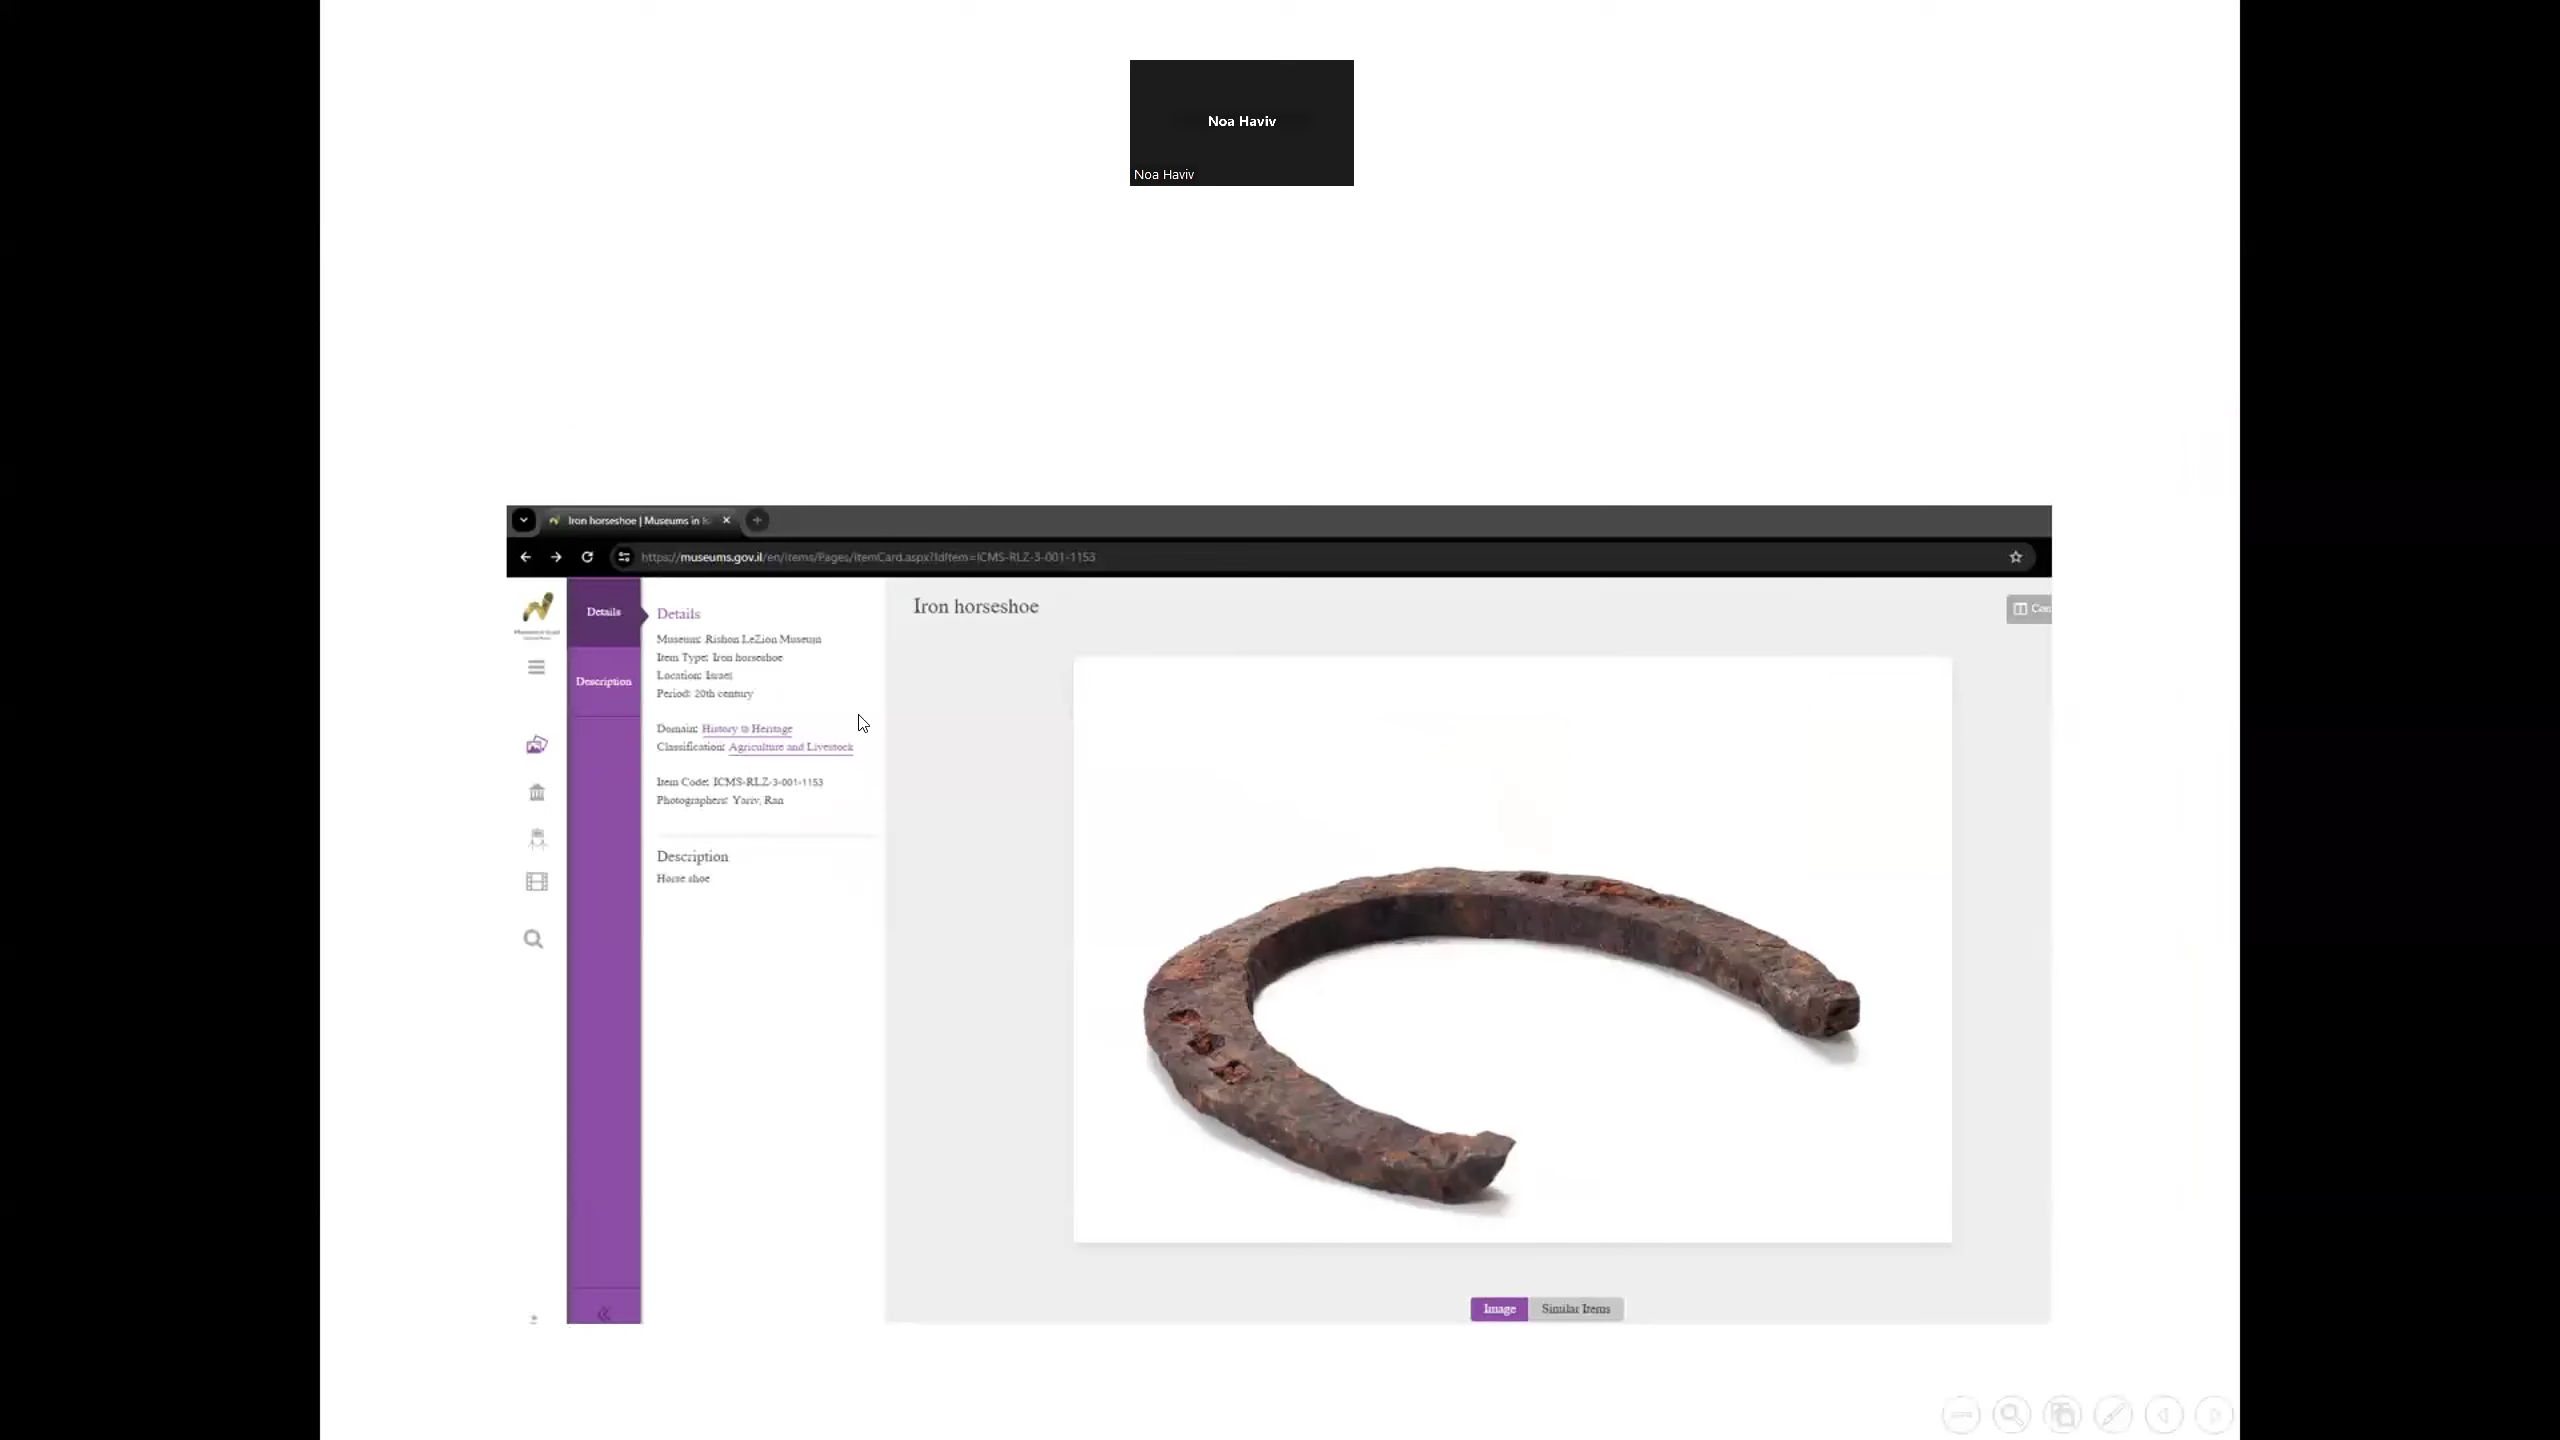 Noa Haviv
Noa Haviv
Iron horseshoe | Museums in Is
https://museums.gov.il/en/items/Pages/ItemCard.aspx?IdItem=ICMS-RLZ-3-001-1153
Details
Description
Details
Museum: Rishon LeZion Museum
Item Type: Iron horseshoe
Location: Israel
Period: 20th century
Domain: History to Heritage
Classification: Agriculture and Livestock
Item Code: ICMS-RLZ-3-001-1153
Photographers: Yariv, Ran
Description
Horse shoe
Iron horseshoe
Com
Image
Similar Items